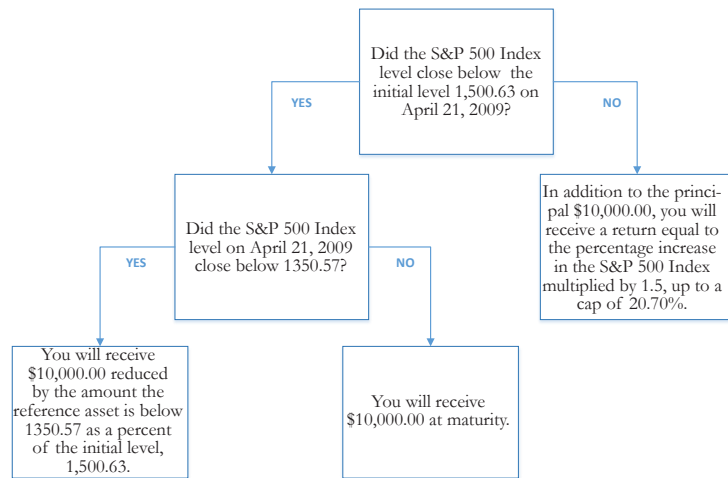 Did the S&P 500 Index
level close below the
initial level 1,500.63 on
April 21, 2009?
YES
NO
Did the S&P 500 Index
level on April 21, 2009
close below 1350.57?
In addition to the princi-
pal $10,000.00, you will
receive a return equal to
the percentage increase
in the S&P 500 Index
multiplied by 1.5, up to a
cap of 20.70%.
YES
NO
You will receive
$10,000.00 reduced
by the amount the
reference asset is below
1350.57 as a percent
of the initial level,
1,500.63.
You will receive
$10,000.00 at maturity.